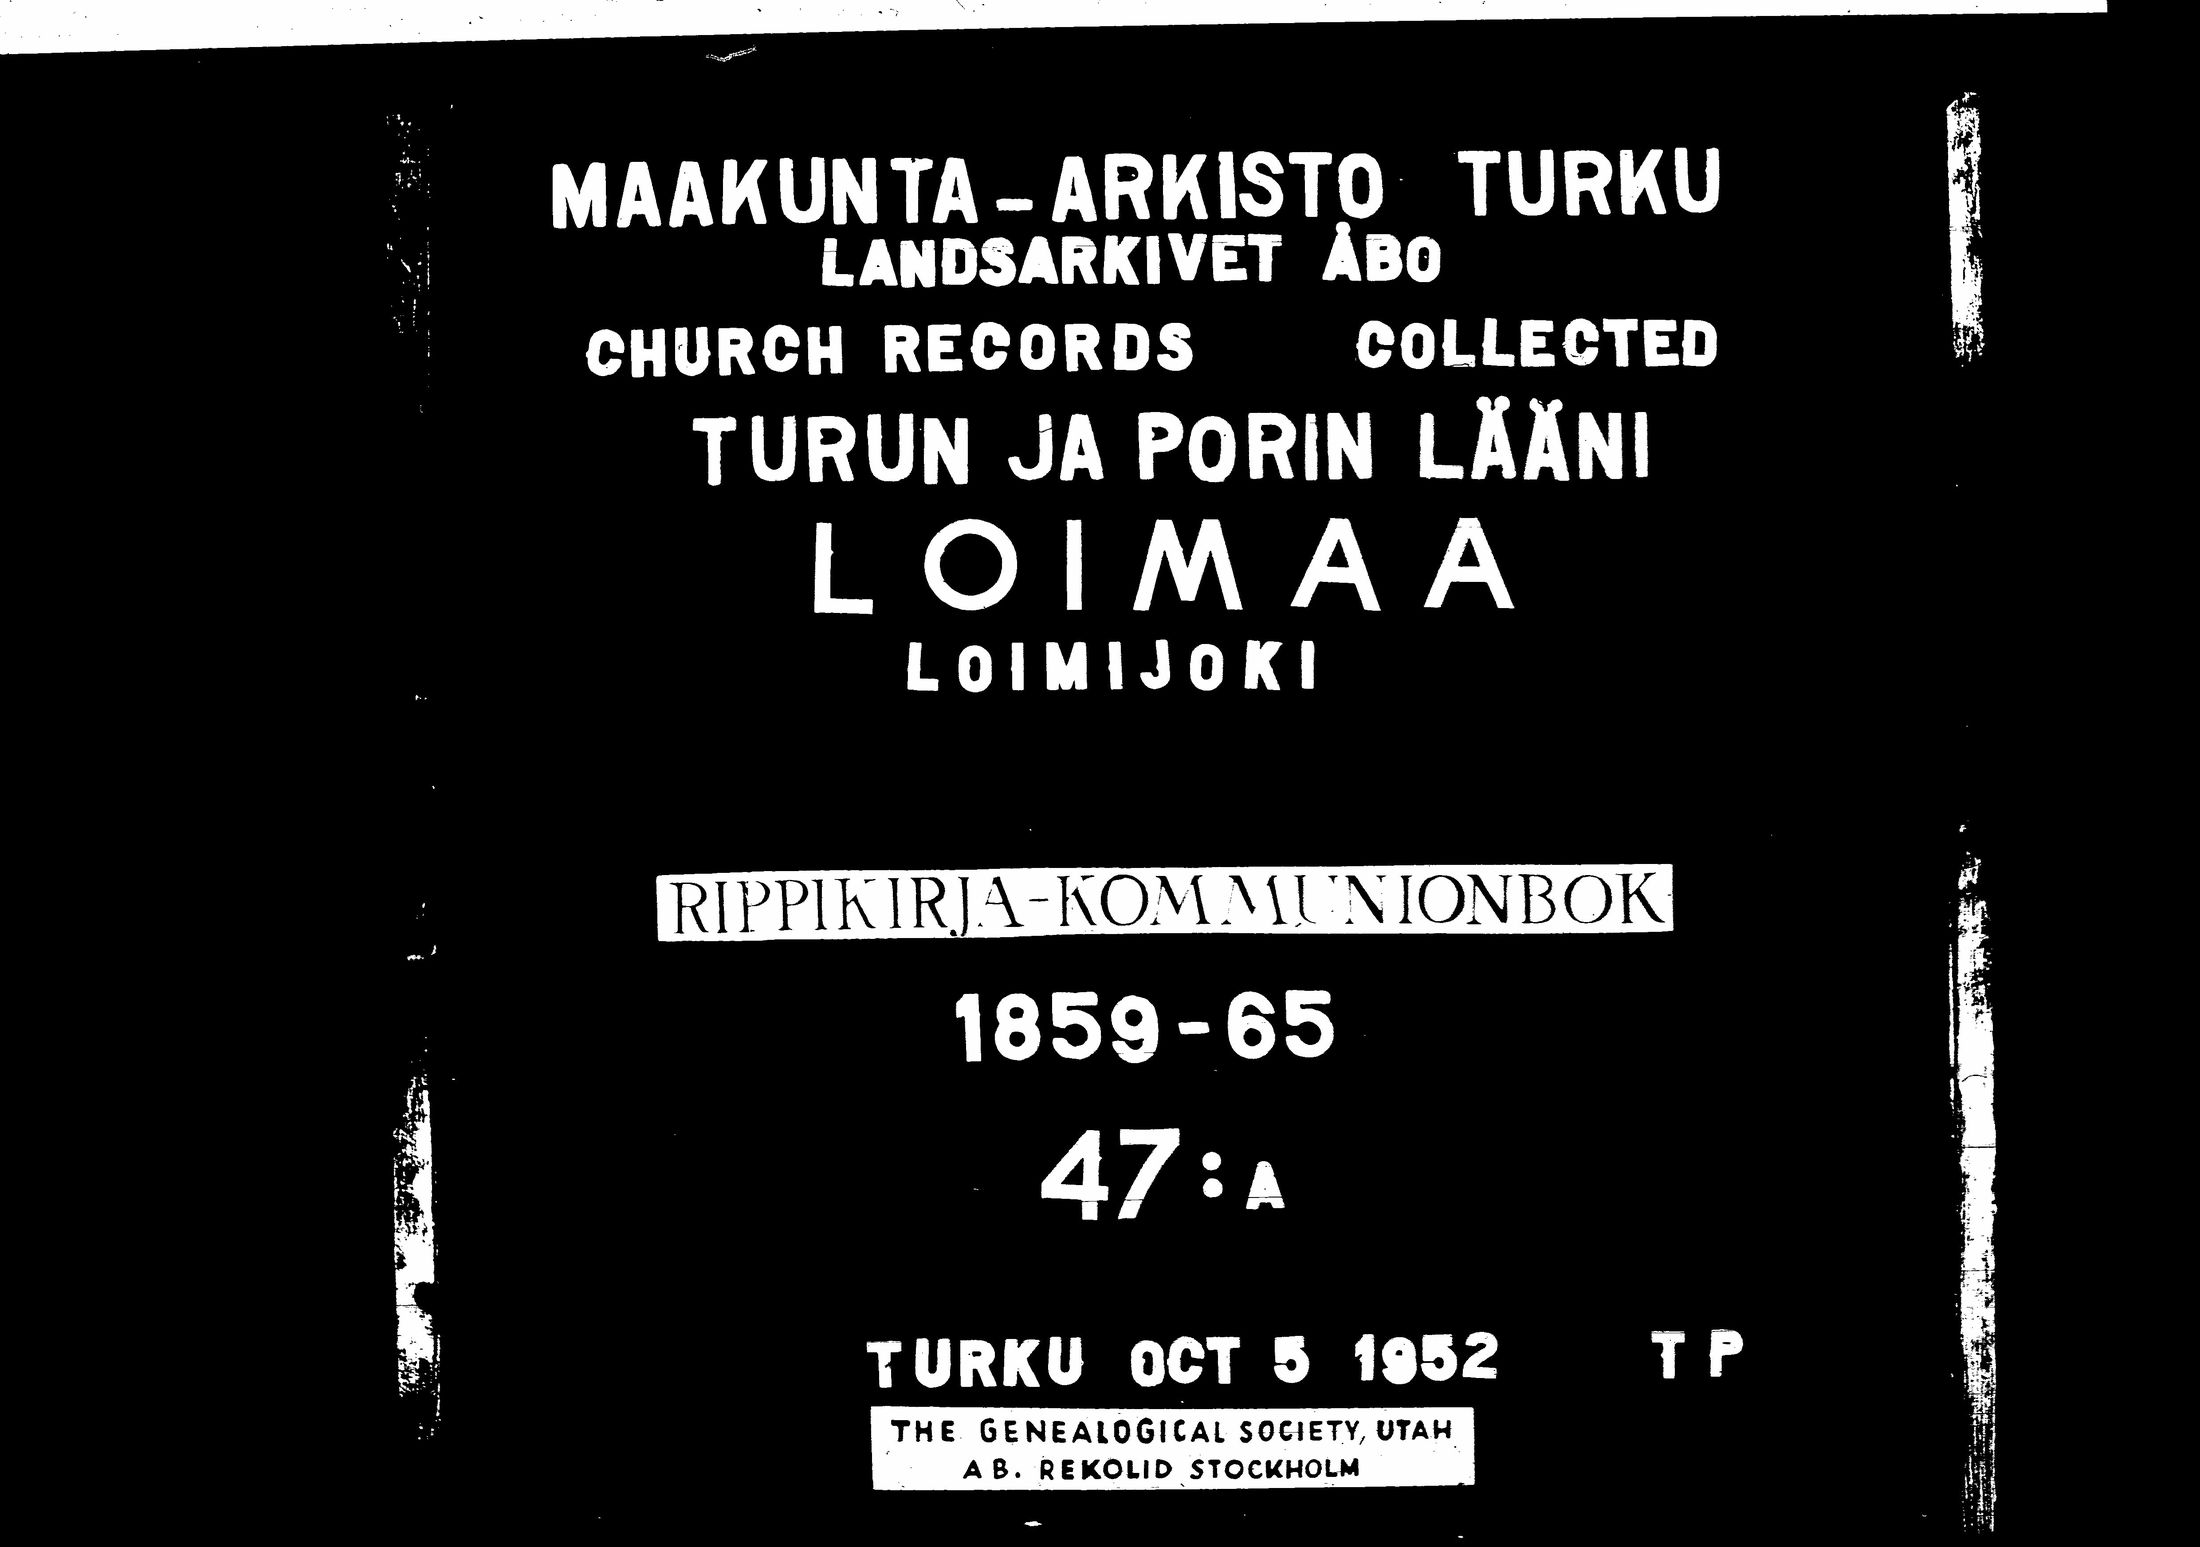 MAAKUNTA-ARKISTO TURKU
LANDSARKIVET ÅBO
CHURCH RECORDS COLLECTED
TURUN JA PORIN LÄÄNI
LOIMAA
LOIMIJOKI
RIPPIKIRJA-KOMMUNIONBOK
1859-65
47:A
TURKU OCT 5 1952 TP
THE GENEALOGICAL SOCIETY, UTAH
AB. REKOLID STOCKHOLM